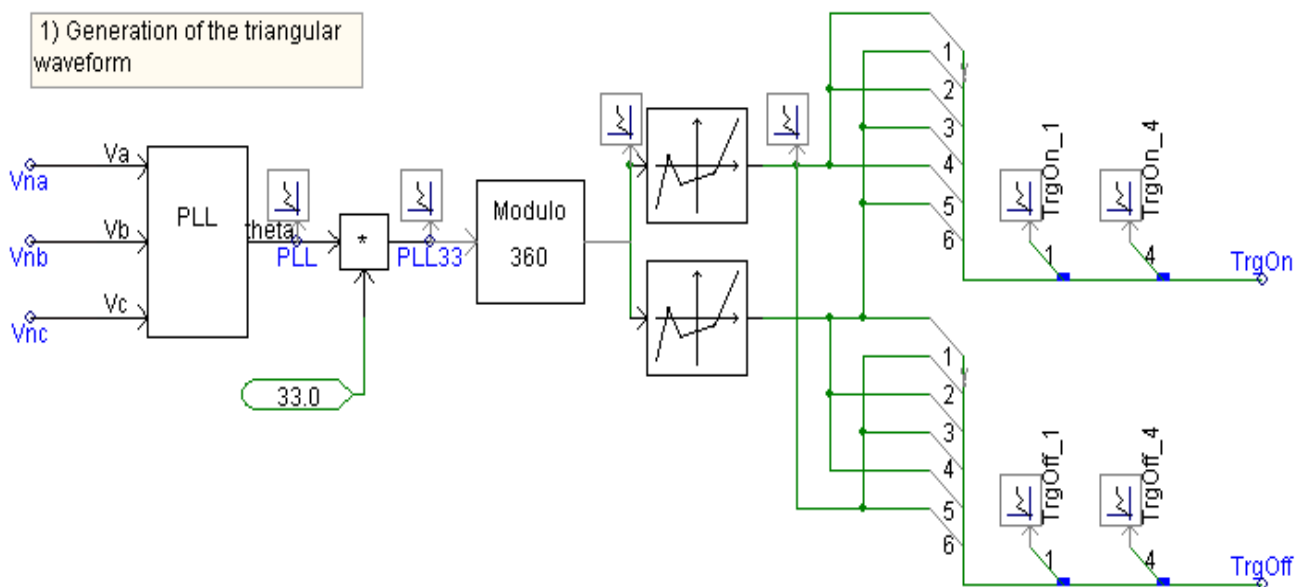 1) Generation of the triangular
waveform
Va
Vna
Vb
Vnb
Vc
Vnc
PLL
theta
PLL
*
PLL33
33.0
Modulo
360
1
2
3
4
5
6
TrgOn_1
TrgOn_4
1
4
TrgOn
1
2
3
4
5
6
TrgOff_1
TrgOff_4
1
4
TrgOff